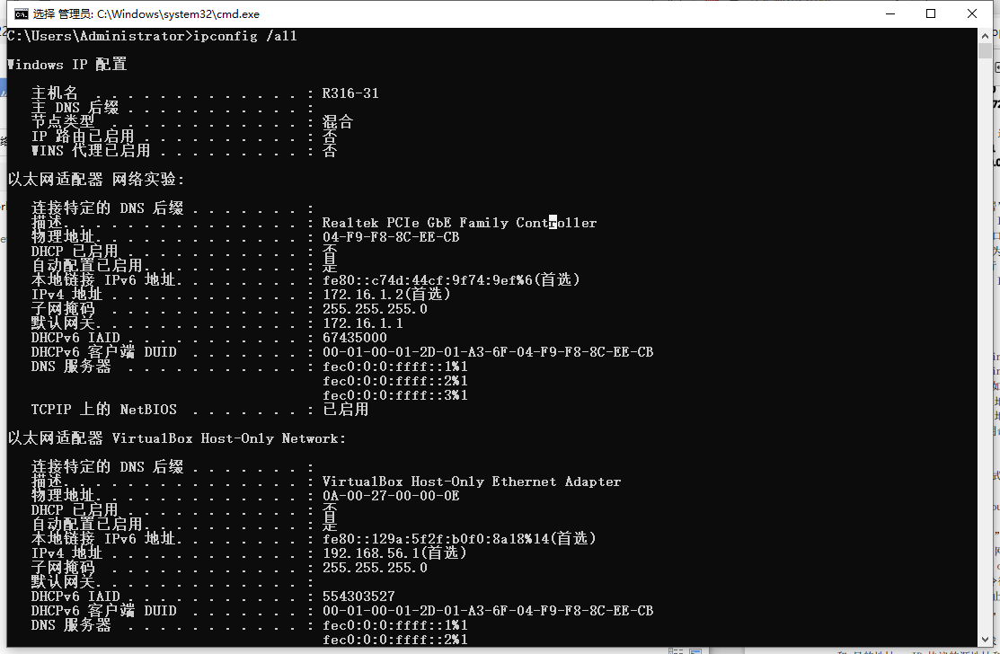 选择 管理员: C:\Windows\system32\cmd.exe
C:\Users\Administrator>ipconfig /all
Windows IP 配置
主机名 . . . . . . . . . . . . . : R316-31
主 DNS 后缀 . . . . . . . . . . . :
节点类型 . . . . . . . . . . . . : 混合
IP 路由已启用 . . . . . . . . . . : 否
WINS 代理已启用 . . . . . . . . . : 否
以太网适配器 网络实验:
连接特定的 DNS 后缀 . . . . . . . :
描述. . . . . . . . . . . . . . . : Realtek PCIe GbE Family Controller
物理地址. . . . . . . . . . . . . : 04-F9-F8-8C-EE-CB
DHCP 已启用 . . . . . . . . . . . : 否
自动配置已启用. . . . . . . . . . : 是
本地链接 IPv6 地址. . . . . . . . : fe80::c74d:44cf:9f74:9ef%6(首选)
IPv4 地址 . . . . . . . . . . . . : 172.16.1.2(首选)
子网掩码 . . . . . . . . . . . . : 255.255.255.0
默认网关. . . . . . . . . . . . . : 172.16.1.1
DHCPv6 IAID . . . . . . . . . . . : 67435000
DHCPv6 客户端 DUID . . . . . . . : 00-01-00-01-2D-01-A3-6F-04-F9-F8-8C-EE-CB
DNS 服务器 . . . . . . . . . . . : fec0:0:0:ffff::1%1
fec0:0:0:ffff::2%1
fec0:0:0:ffff::3%1
TCPIP 上的 NetBIOS . . . . . . . : 已启用
以太网适配器 VirtualBox Host-Only Network:
连接特定的 DNS 后缀 . . . . . . . :
描述. . . . . . . . . . . . . . . : VirtualBox Host-Only Ethernet Adapter
物理地址. . . . . . . . . . . . . : 0A-00-27-00-00-0E
DHCP 已启用 . . . . . . . . . . . : 否
自动配置已启用. . . . . . . . . . : 是
本地链接 IPv6 地址. . . . . . . . : fe80::129a:5f2f:b0f0:8a18%14(首选)
IPv4 地址 . . . . . . . . . . . . : 192.168.56.1(首选)
子网掩码 . . . . . . . . . . . . : 255.255.255.0
默认网关. . . . . . . . . . . . . :
DHCPv6 IAID . . . . . . . . . . . : 554303527
DHCPv6 客户端 DUID . . . . . . . : 00-01-00-01-2D-01-A3-6F-04-F9-F8-8C-EE-CB
DNS 服务器 . . . . . . . . . . . : fec0:0:0:ffff::1%1
fec0:0:0:ffff::2%1